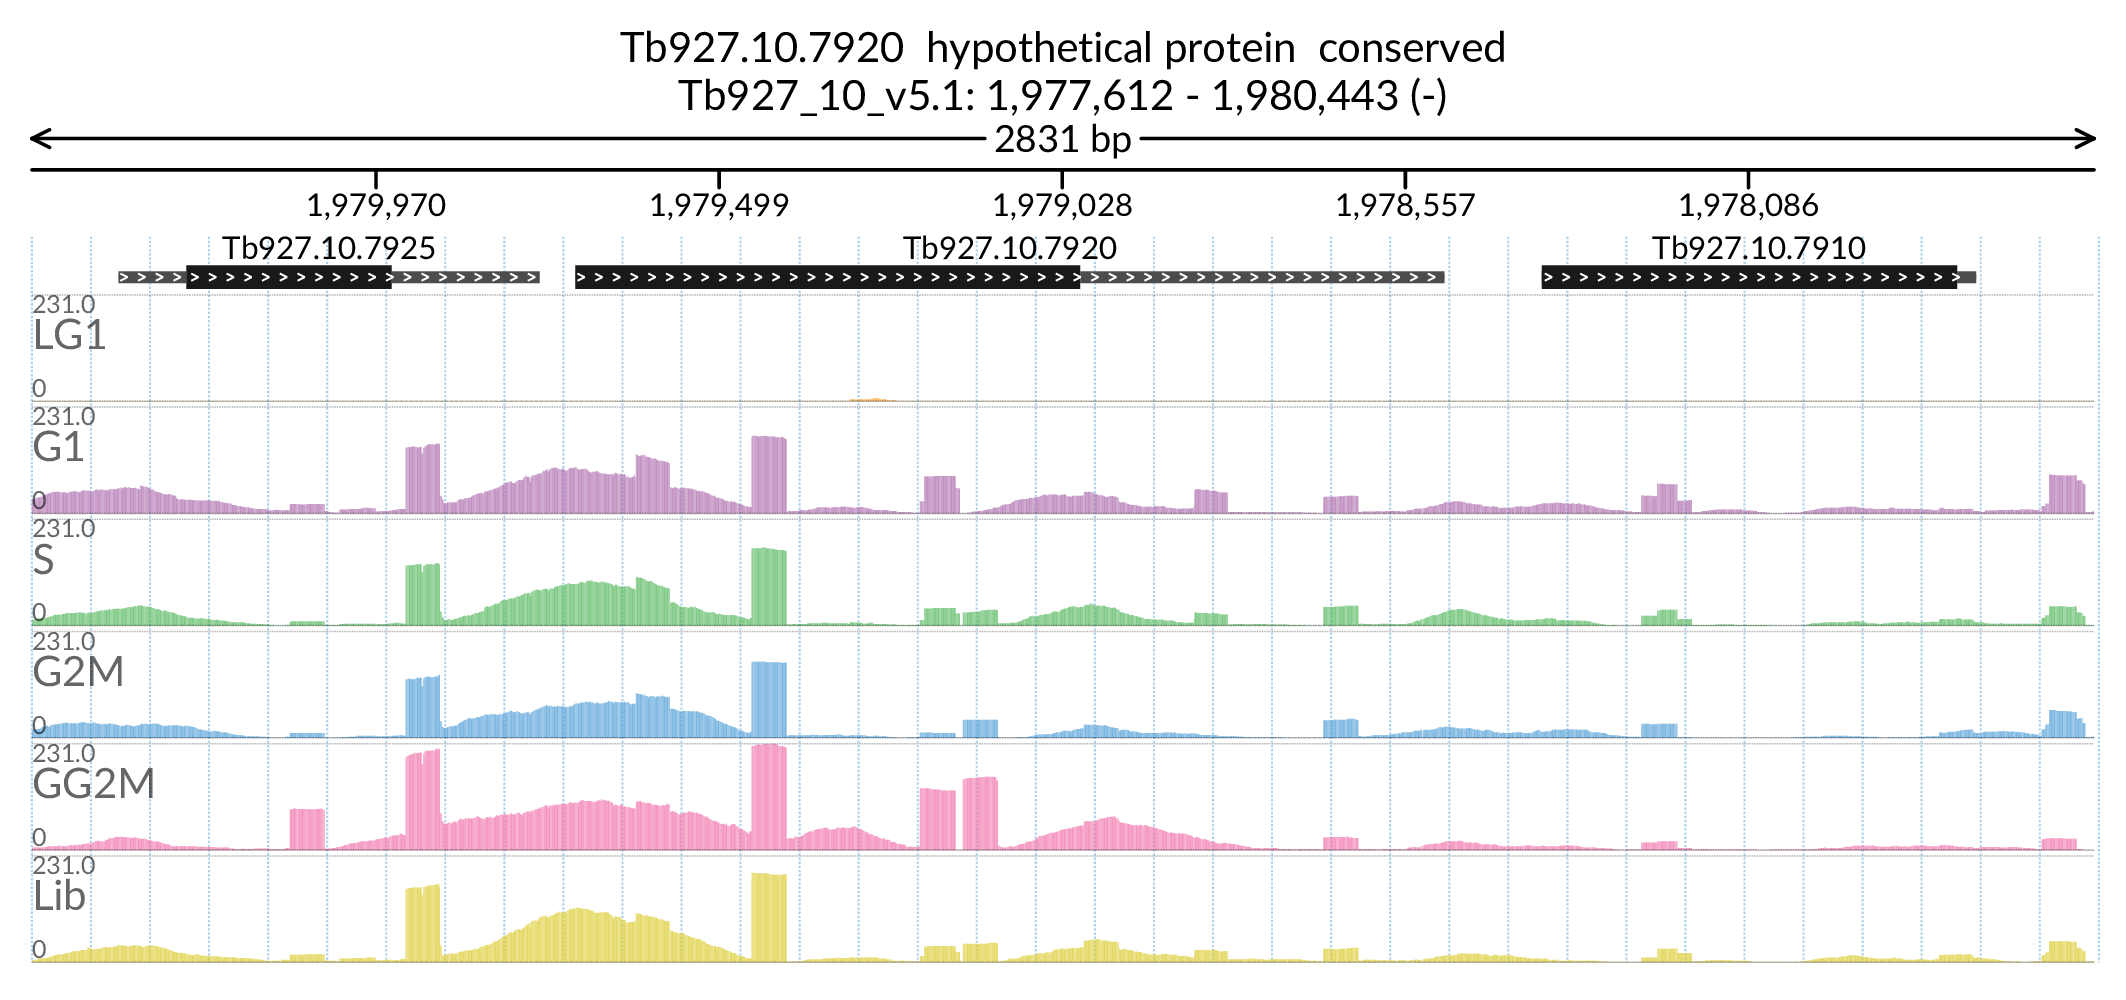 Tb927.10.7920  hypothetical protein  conserved
Tb927_10_v5.1: 1,977,612 - 1,980,443 (-)
2831 bp
1,979,970 1,979,499 1,979,028 1,978,557 1,978,086
Tb927.10.7925 Tb927.10.7920 Tb927.10.7910
231.0
LG1
0
231.0
G1
0
231.0
S
0
231.0
G2M
0
231.0
GG2M
0
231.0
Lib
0